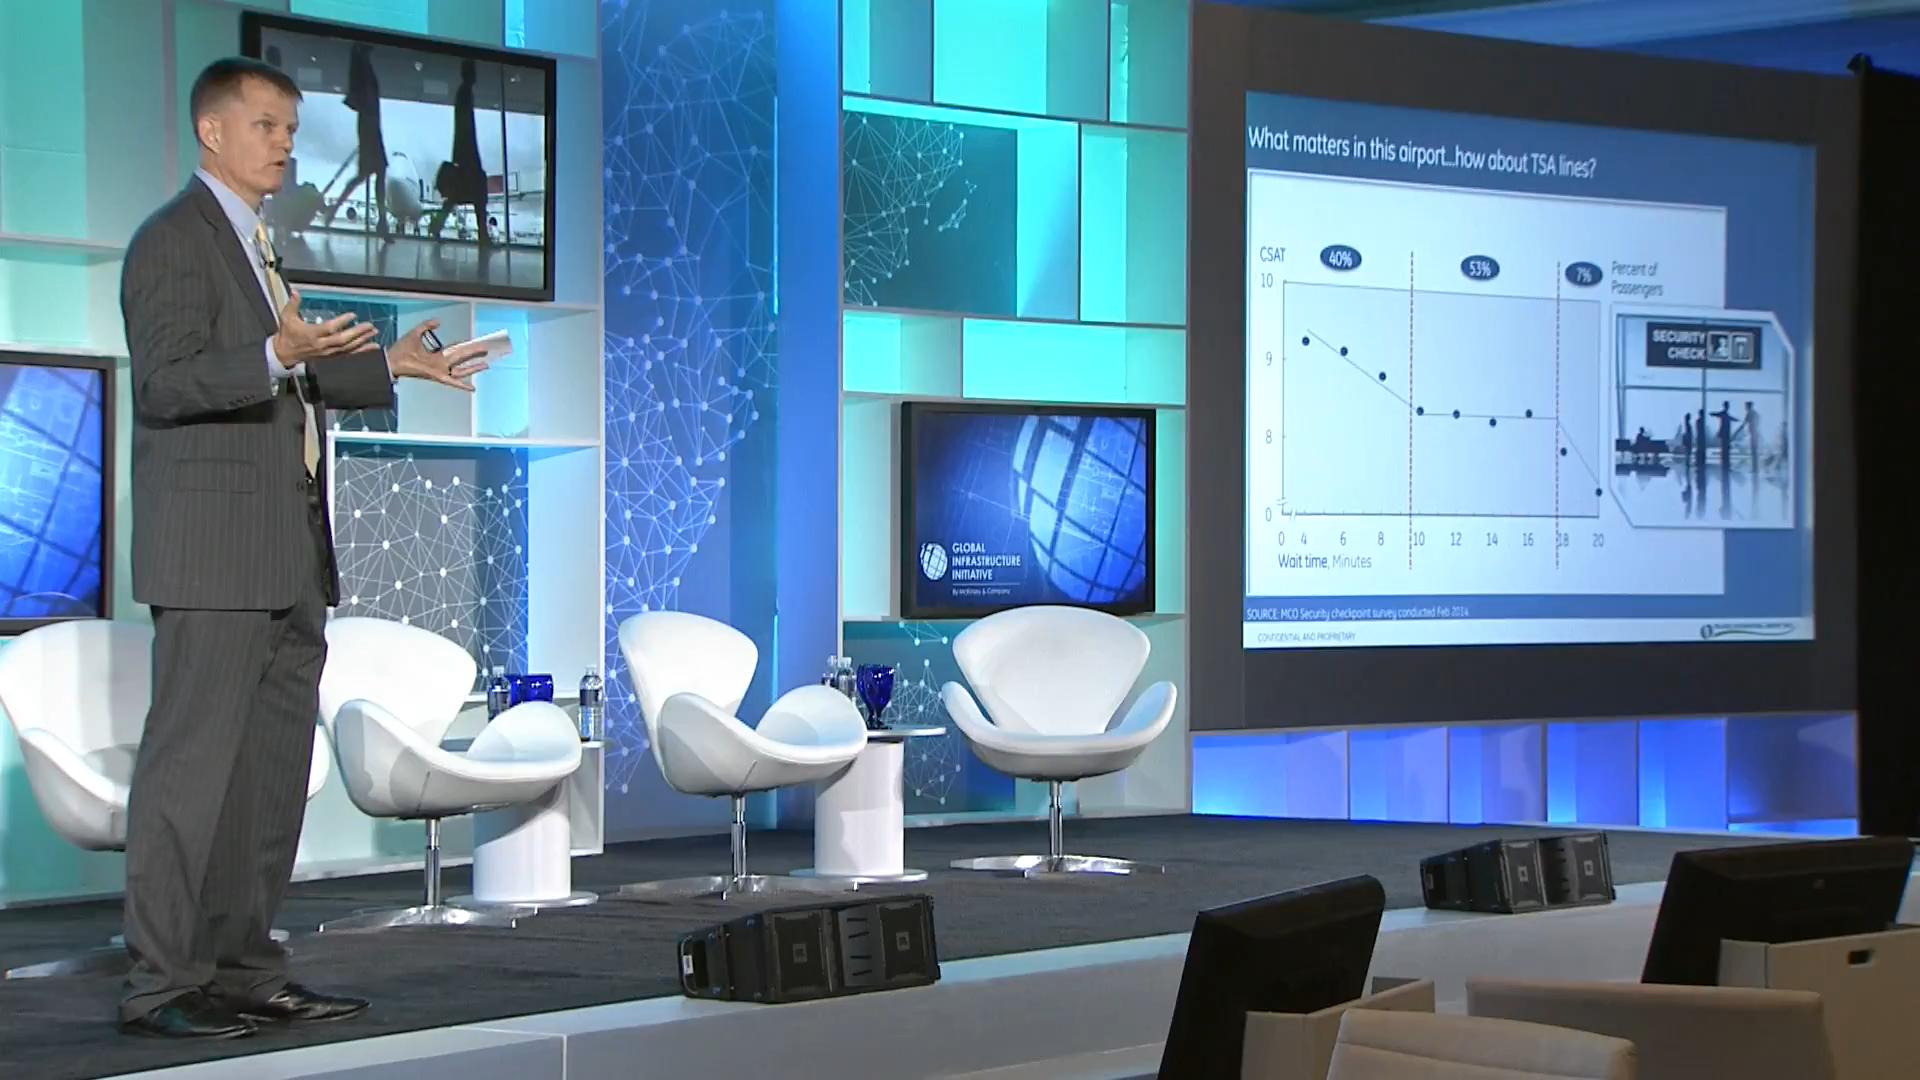 What matters in this airport...how about TSA lines?
CSAT
40%
53%
7%
Percent of
Passengers
10
9
8
0
0 4 6 8 10 12 14 16 18 20
Wait time, Minutes
SECURITY
CHECK
SOURCE: MCO Security checkpoint survey conducted Feb 2014
CONFIDENTIAL AND PROPRIETARY
GLOBAL
INFRASTRUCTURE
INITIATIVE
By McKinsey & Company
JBL
JBL